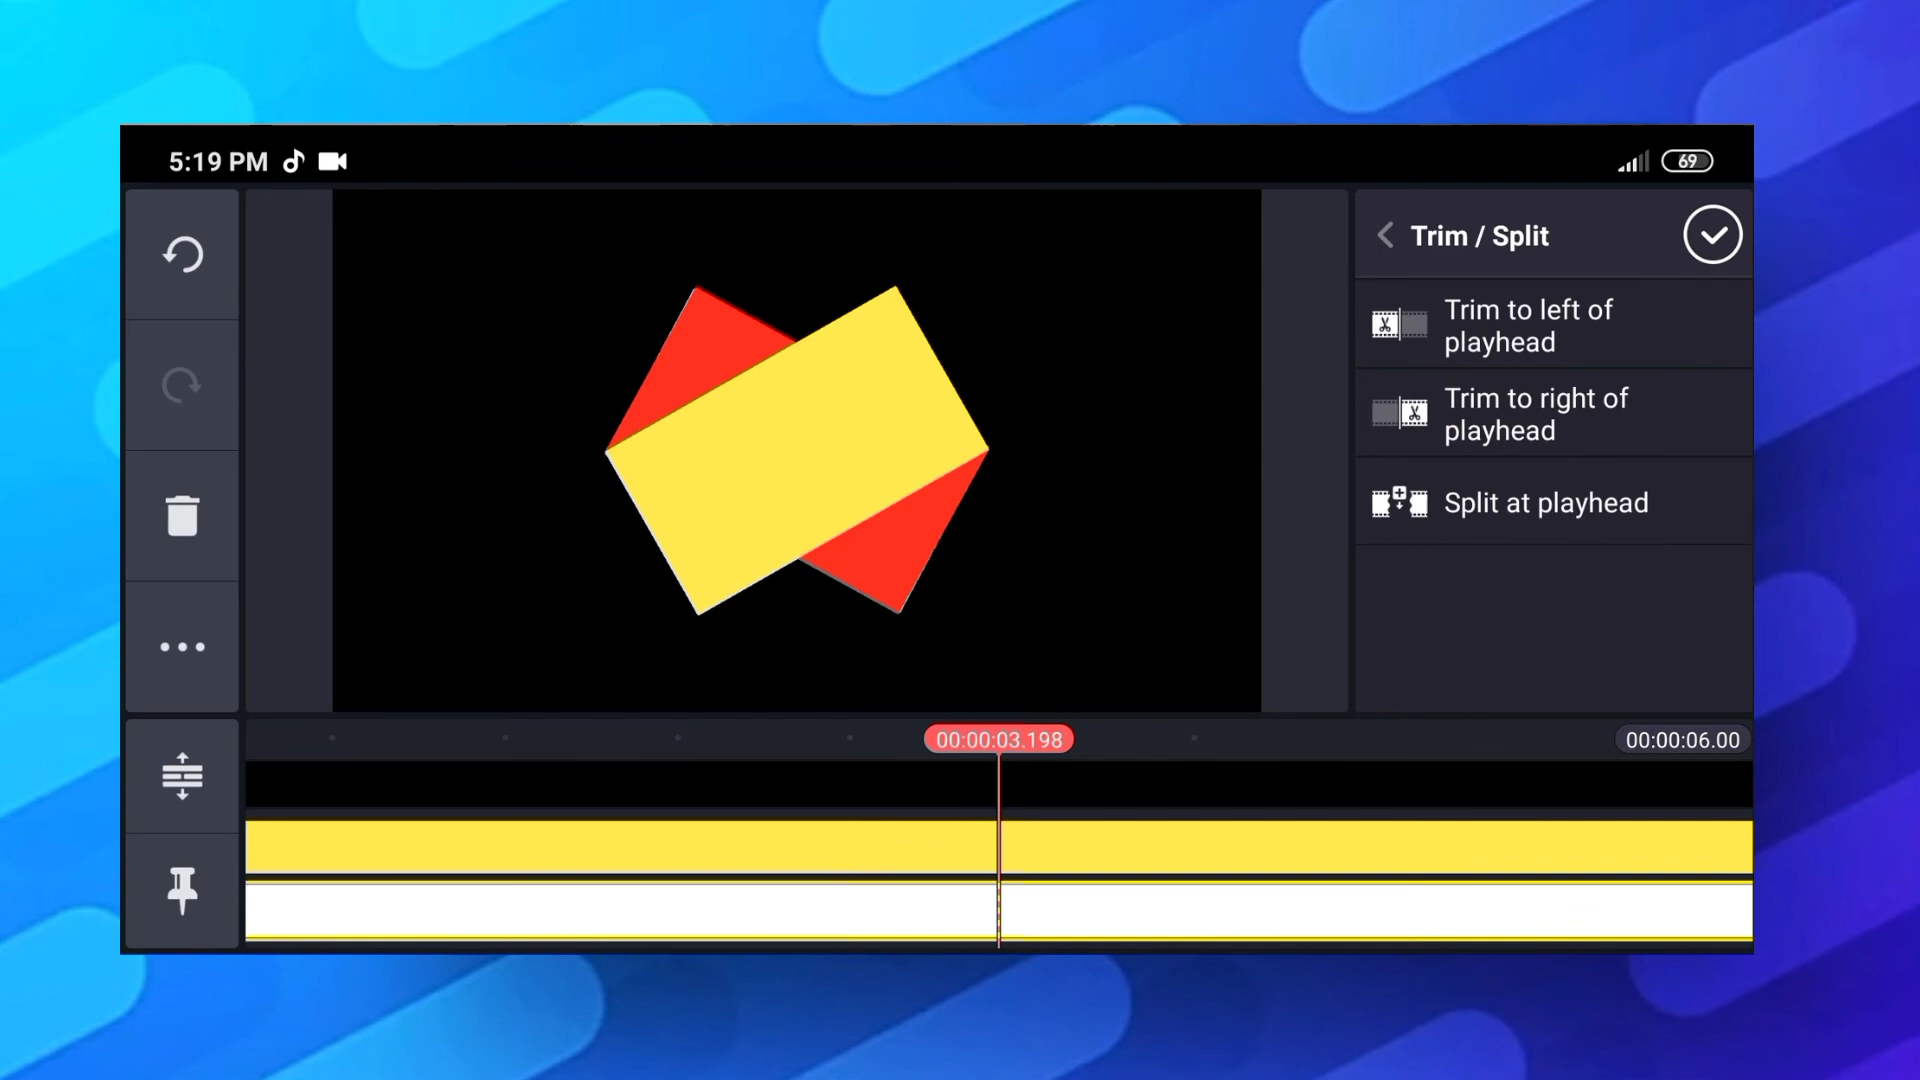 5:19 PM
69
Trim / Split
Trim to left of
playhead
Trim to right of
playhead
Split at playhead
00:00:03.198
00:00:06.00